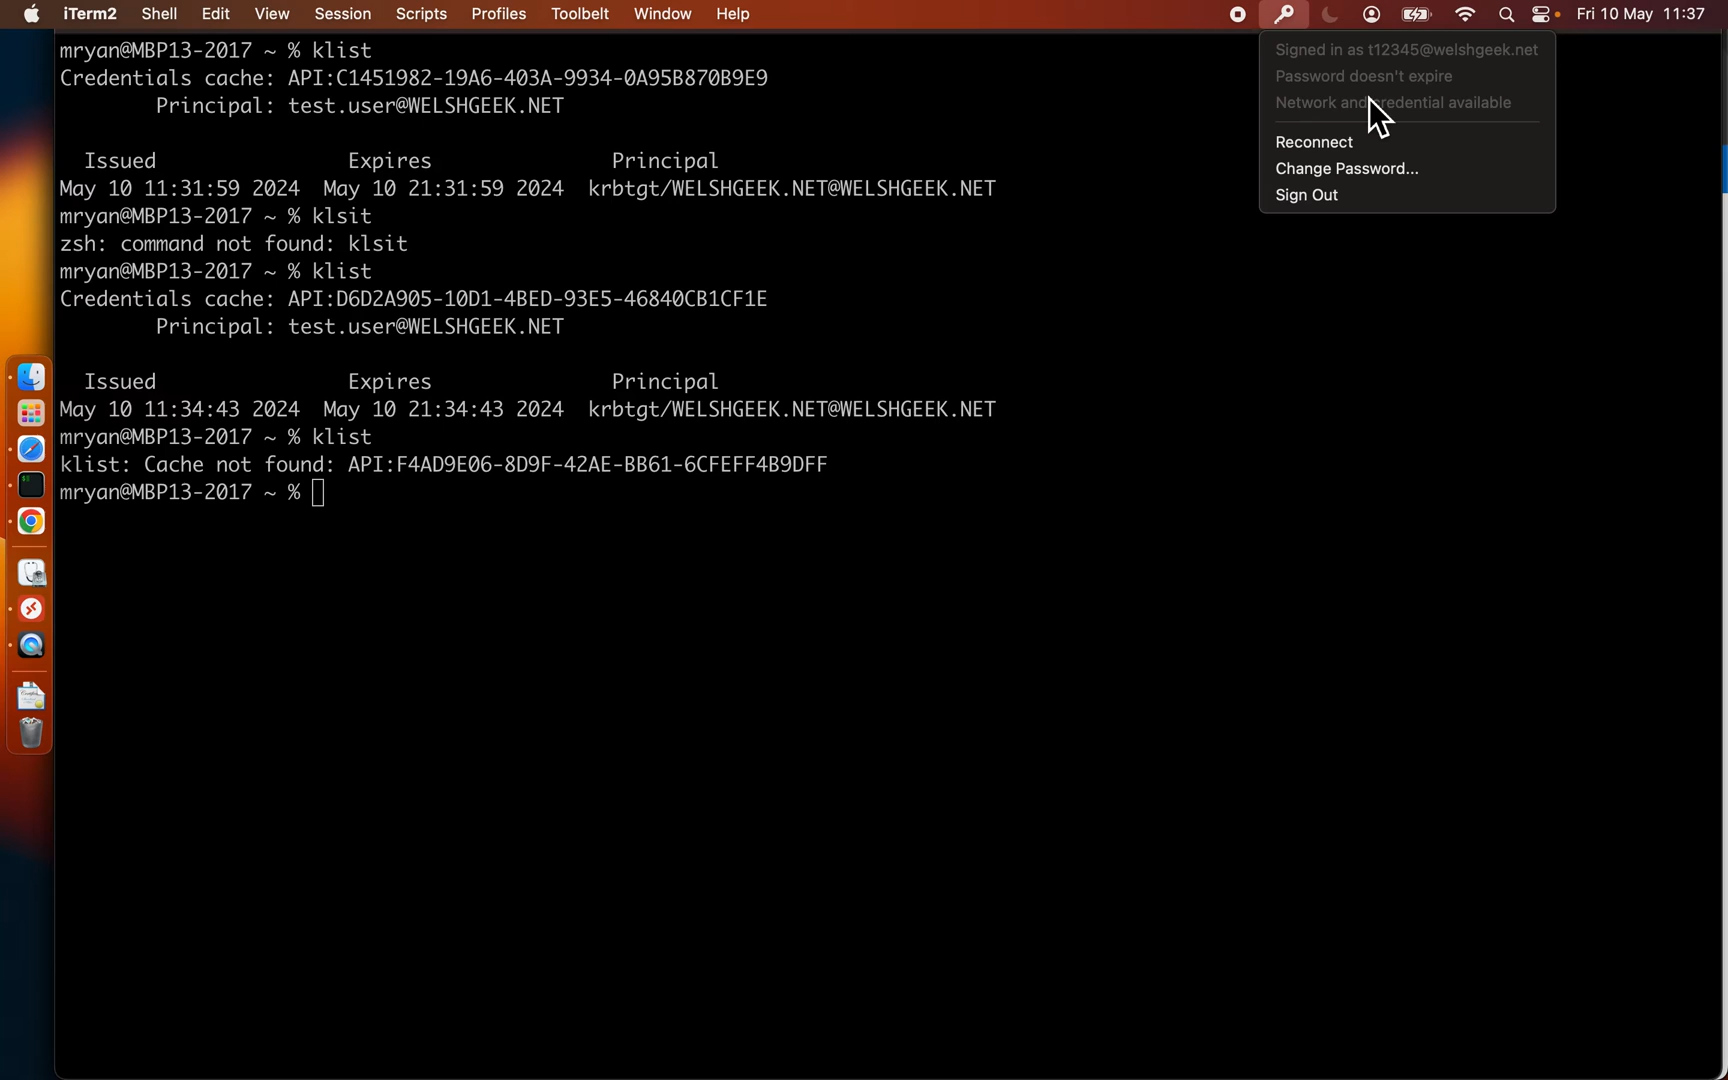 iTerm2 Shell Edit View Session Scripts Profiles Toolbelt Window Help Fri 10 May 11:37
mryan@MBP13-2017 ~ % klist
Credentials cache: API:C1451982-19A6-403A-9934-0A95B870B9E9
Principal: test.user@WELSHGEEK.NET
Issued Expires Principal
May 10 11:31:59 2024 May 10 21:31:59 2024 krbtgt/WELSHGEEK.NET@WELSHGEEK.NET
mryan@MBP13-2017 ~ % klsit
zsh: command not found: klsit
mryan@MBP13-2017 ~ % klist
Credentials cache: API:D6D2A905-10D1-4BED-93E5-46840CB1CF1E
Principal: test.user@WELSHGEEK.NET
Issued Expires Principal
May 10 11:34:43 2024 May 10 21:34:43 2024 krbtgt/WELSHGEEK.NET@WELSHGEEK.NET
mryan@MBP13-2017 ~ % klist
klist: Cache not found: API:F4AD9E06-8D9F-42AE-BB61-6CFEFF4B9DFF
mryan@MBP13-2017 ~ %
Signed in as t12345@welshgeek.net
Password doesn't expire
Network and credential available
Reconnect
Change Password...
Sign Out